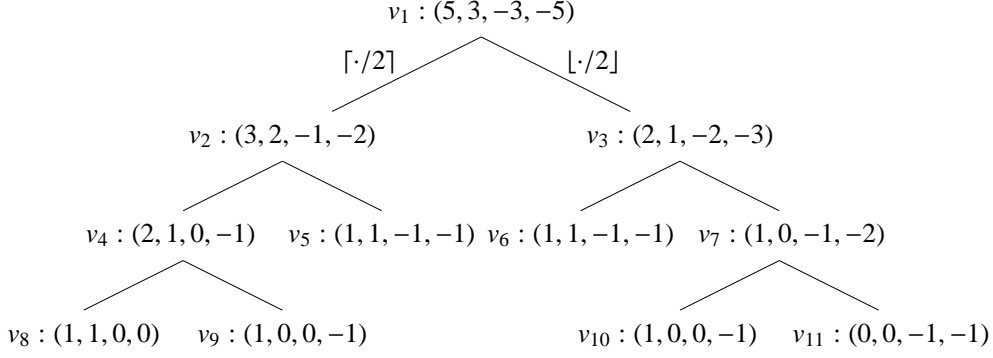 v₁ : (5, 3, −3, −5)
⌈·/2⌉ ⌊·/2⌋
v₂ : (3, 2, −1, −2) v₃ : (2, 1, −2, −3)
v₄ : (2, 1, 0, −1) v₅ : (1, 1, −1, −1) v₆ : (1, 1, −1, −1) v₇ : (1, 0, −1, −2)
v₈ : (1, 1, 0, 0) v₉ : (1, 0, 0, −1) v₁₀ : (1, 0, 0, −1) v₁₁ : (0, 0, −1, −1)